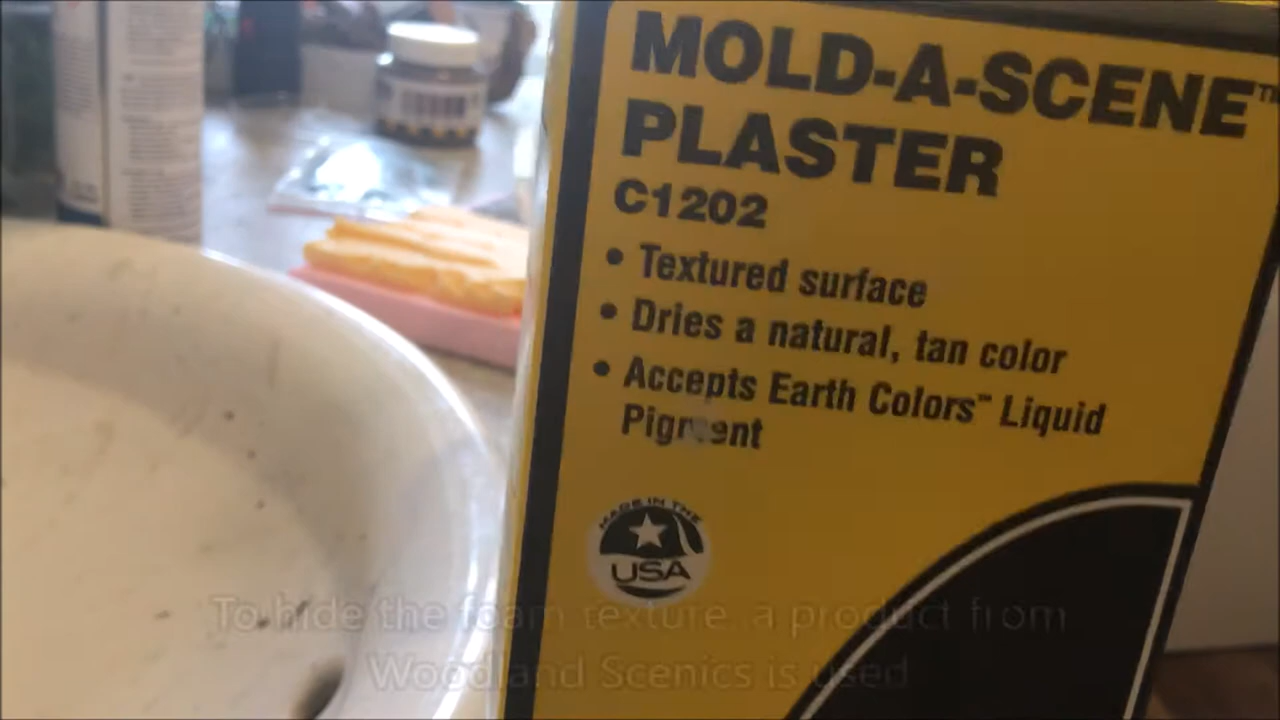 MOLD-A-SCENE™
PLASTER
C1202
• Textured surface
• Dries a natural, tan color
• Accepts Earth Colors™ Liquid
Pigment
MADE IN THE
USA
To hide the foam texture, a product from
Woodland Scenics is used